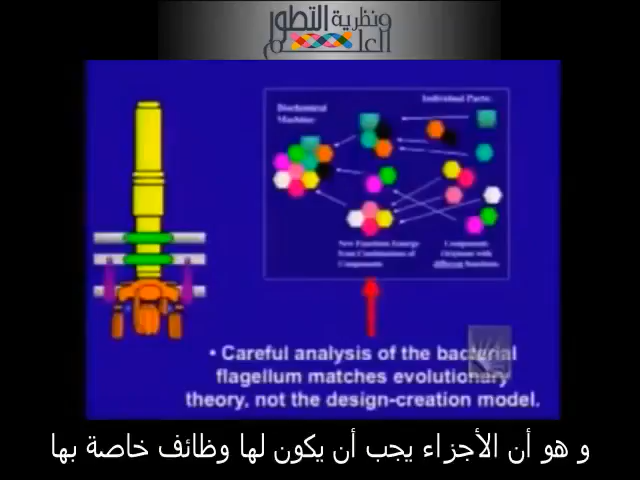 ونظرية التطور
العلم
Biochemical
Machine:
Individual Parts:
New Functions Emerge
from Combinations of
Components
Components
Originate with
different functions
• Careful analysis of the bacterial
flagellum matches evolutionary
theory, not the design-creation model.
و هو أن الأجزاء يجب أن يكون لها وظائف خاصة بها